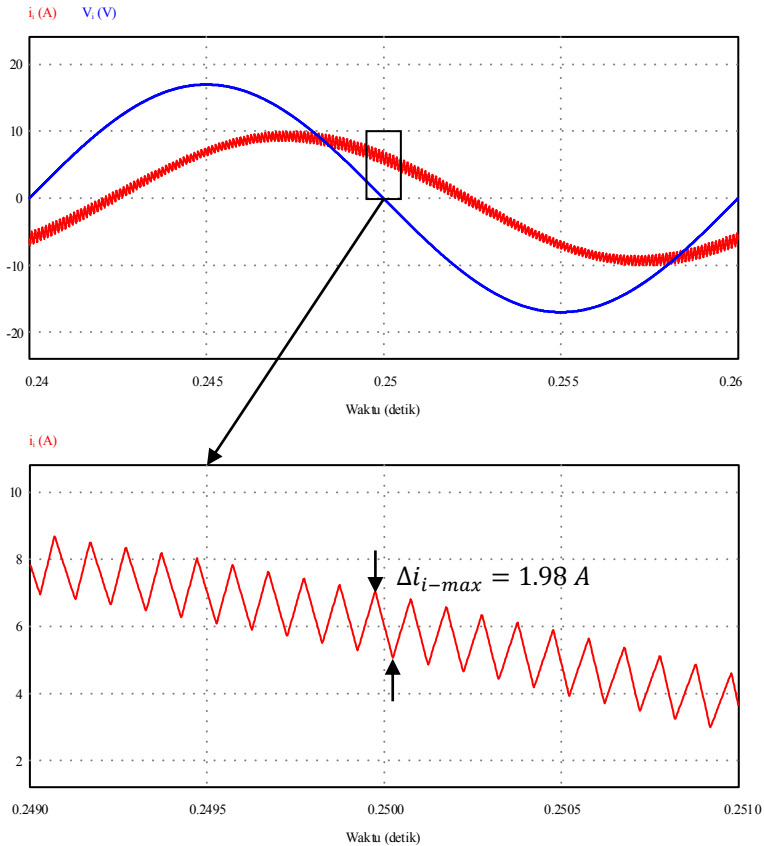 iᵢ (A) Vᵢ (V)
20
10
0
-10
-20
0.24 0.245 0.25 0.255 0.26
Waktu (detik)
iᵢ (A)
10
8
Δi_{i−max} = 1.98 A
6
4
2
0.2490 0.2495 0.2500 0.2505 0.2510
Waktu (detik)